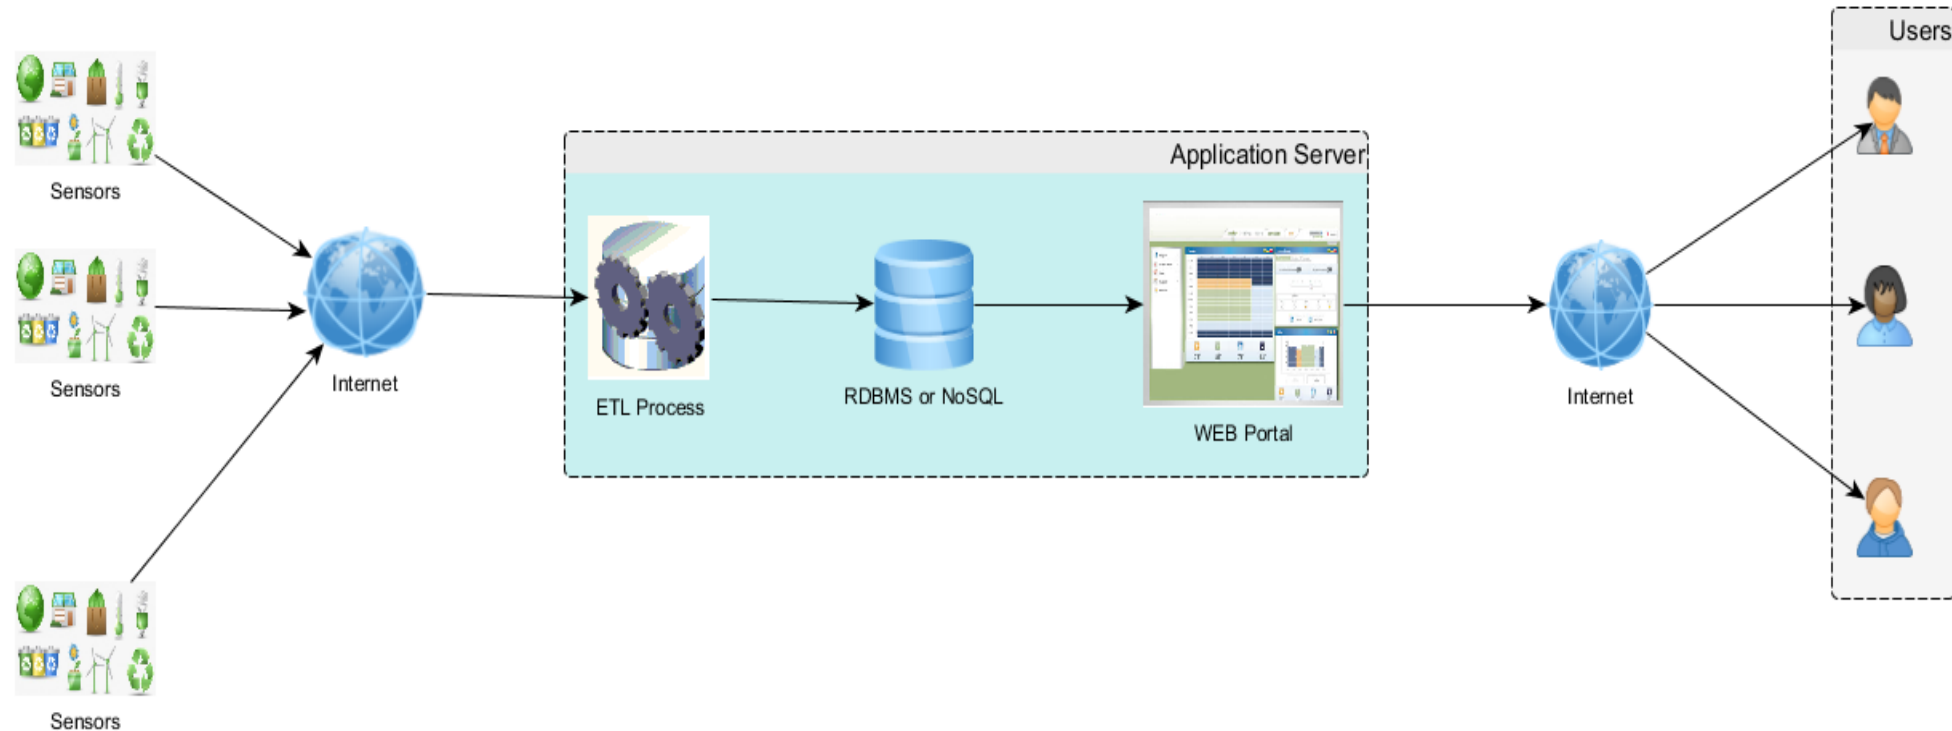 Users
Application Server
Sensors
Sensors
Internet
ETL Process
RDBMS or NoSQL
WEB Portal
Internet
Sensors